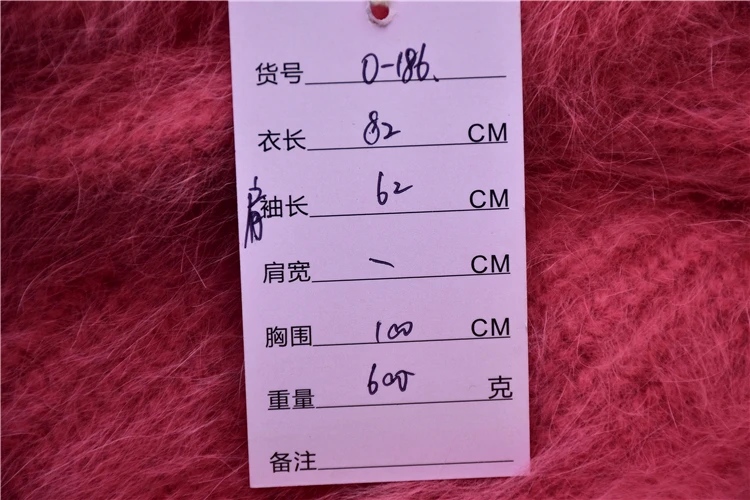 货号 0-186.
衣长 82 CM
肩袖长 62 CM
肩宽 — CM
胸围 100 CM
重量 600 克
备注